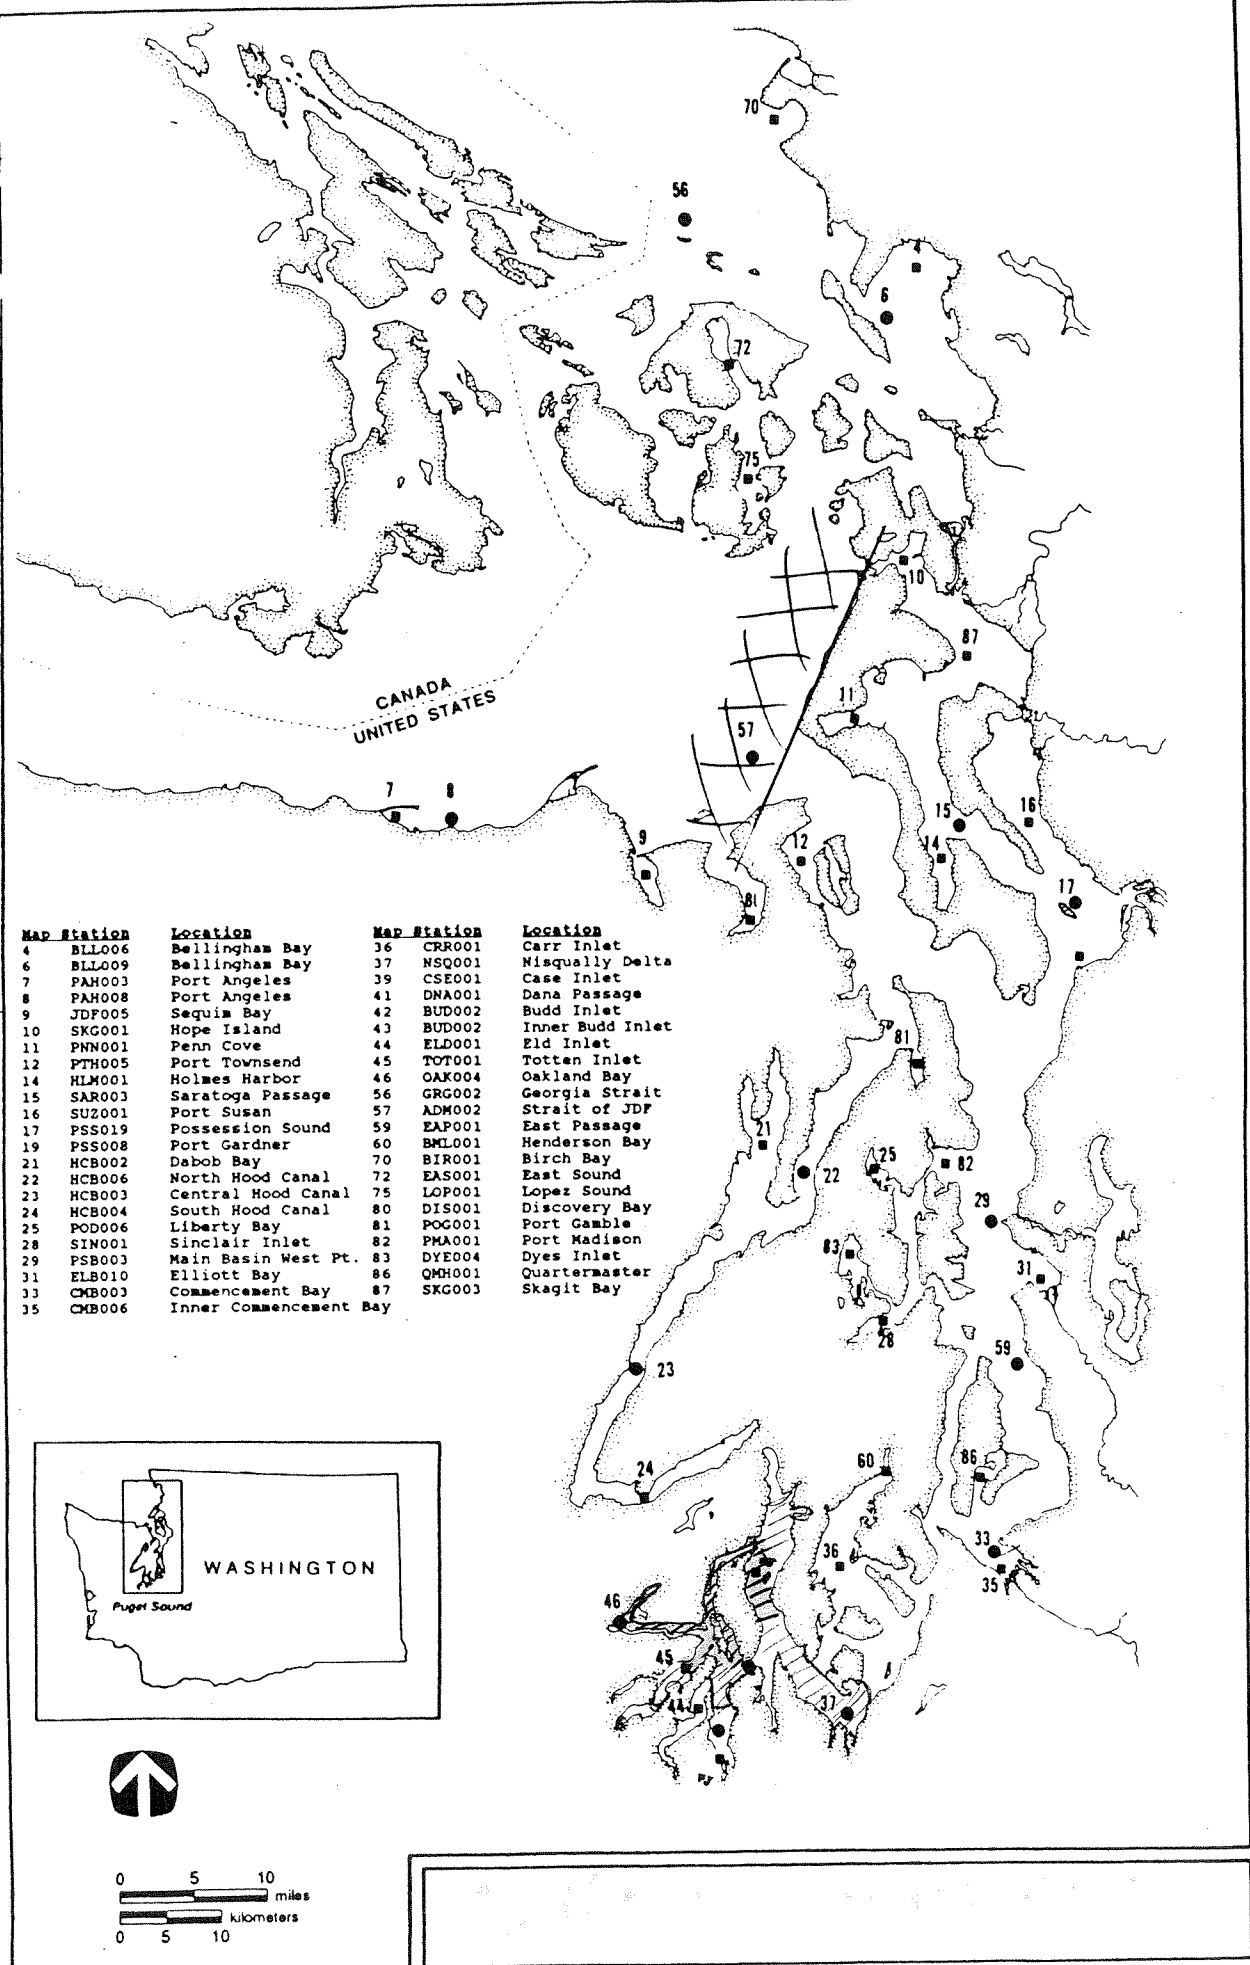 70
56
4
6
72
75
10
87
CANADA
UNITED STATES
11
57
7
8
9
12
15
16
14
17
81
Map Station Location Map Station Location
4 BLL006 Bellingham Bay 36 CRR001 Carr Inlet
6 BLL009 Bellingham Bay 37 NSQ001 Nisqually Delta
7 PAH003 Port Angeles 39 CSE001 Case Inlet
8 PAH008 Port Angeles 41 DNA001 Dana Passage
9 JDF005 Sequim Bay 42 BUD002 Budd Inlet
10 SKG001 Hope Island 43 BUD002 Inner Budd Inlet
11 PNN001 Penn Cove 44 ELD001 Eld Inlet
12 PTH005 Port Townsend 45 TOT001 Totten Inlet
14 HLM001 Holmes Harbor 46 OAK004 Oakland Bay
15 SAR003 Saratoga Passage 56 GRG002 Georgia Strait
16 SUZ001 Port Susan 57 ADM002 Strait of JDF
17 PSS019 Possession Sound 59 EAP001 East Passage
19 PSS008 Port Gardner 60 BML001 Henderson Bay
21 HCB002 Dabob Bay 70 BIR001 Birch Bay
22 HCB006 North Hood Canal 72 EAS001 East Sound
23 HCB003 Central Hood Canal 75 LOP001 Lopez Sound
24 HCB004 South Hood Canal 80 DIS001 Discovery Bay
25 POD006 Liberty Bay 81 POG001 Port Gamble
28 SIN001 Sinclair Inlet 82 PMA001 Port Madison
29 PSB003 Main Basin West Pt. 83 DYE004 Dyes Inlet
31 ELB010 Elliott Bay 86 QMH001 Quartermaster
33 CMB003 Commencement Bay 87 SKG003 Skagit Bay
35 CMB006 Inner Commencement Bay
81
21
22
25
82
29
83
31
28
59
23
60
86
24
33
36
35
46
45
44
37
WASHINGTON
Puget Sound
0 5 10
miles
kilometers
0 5 10